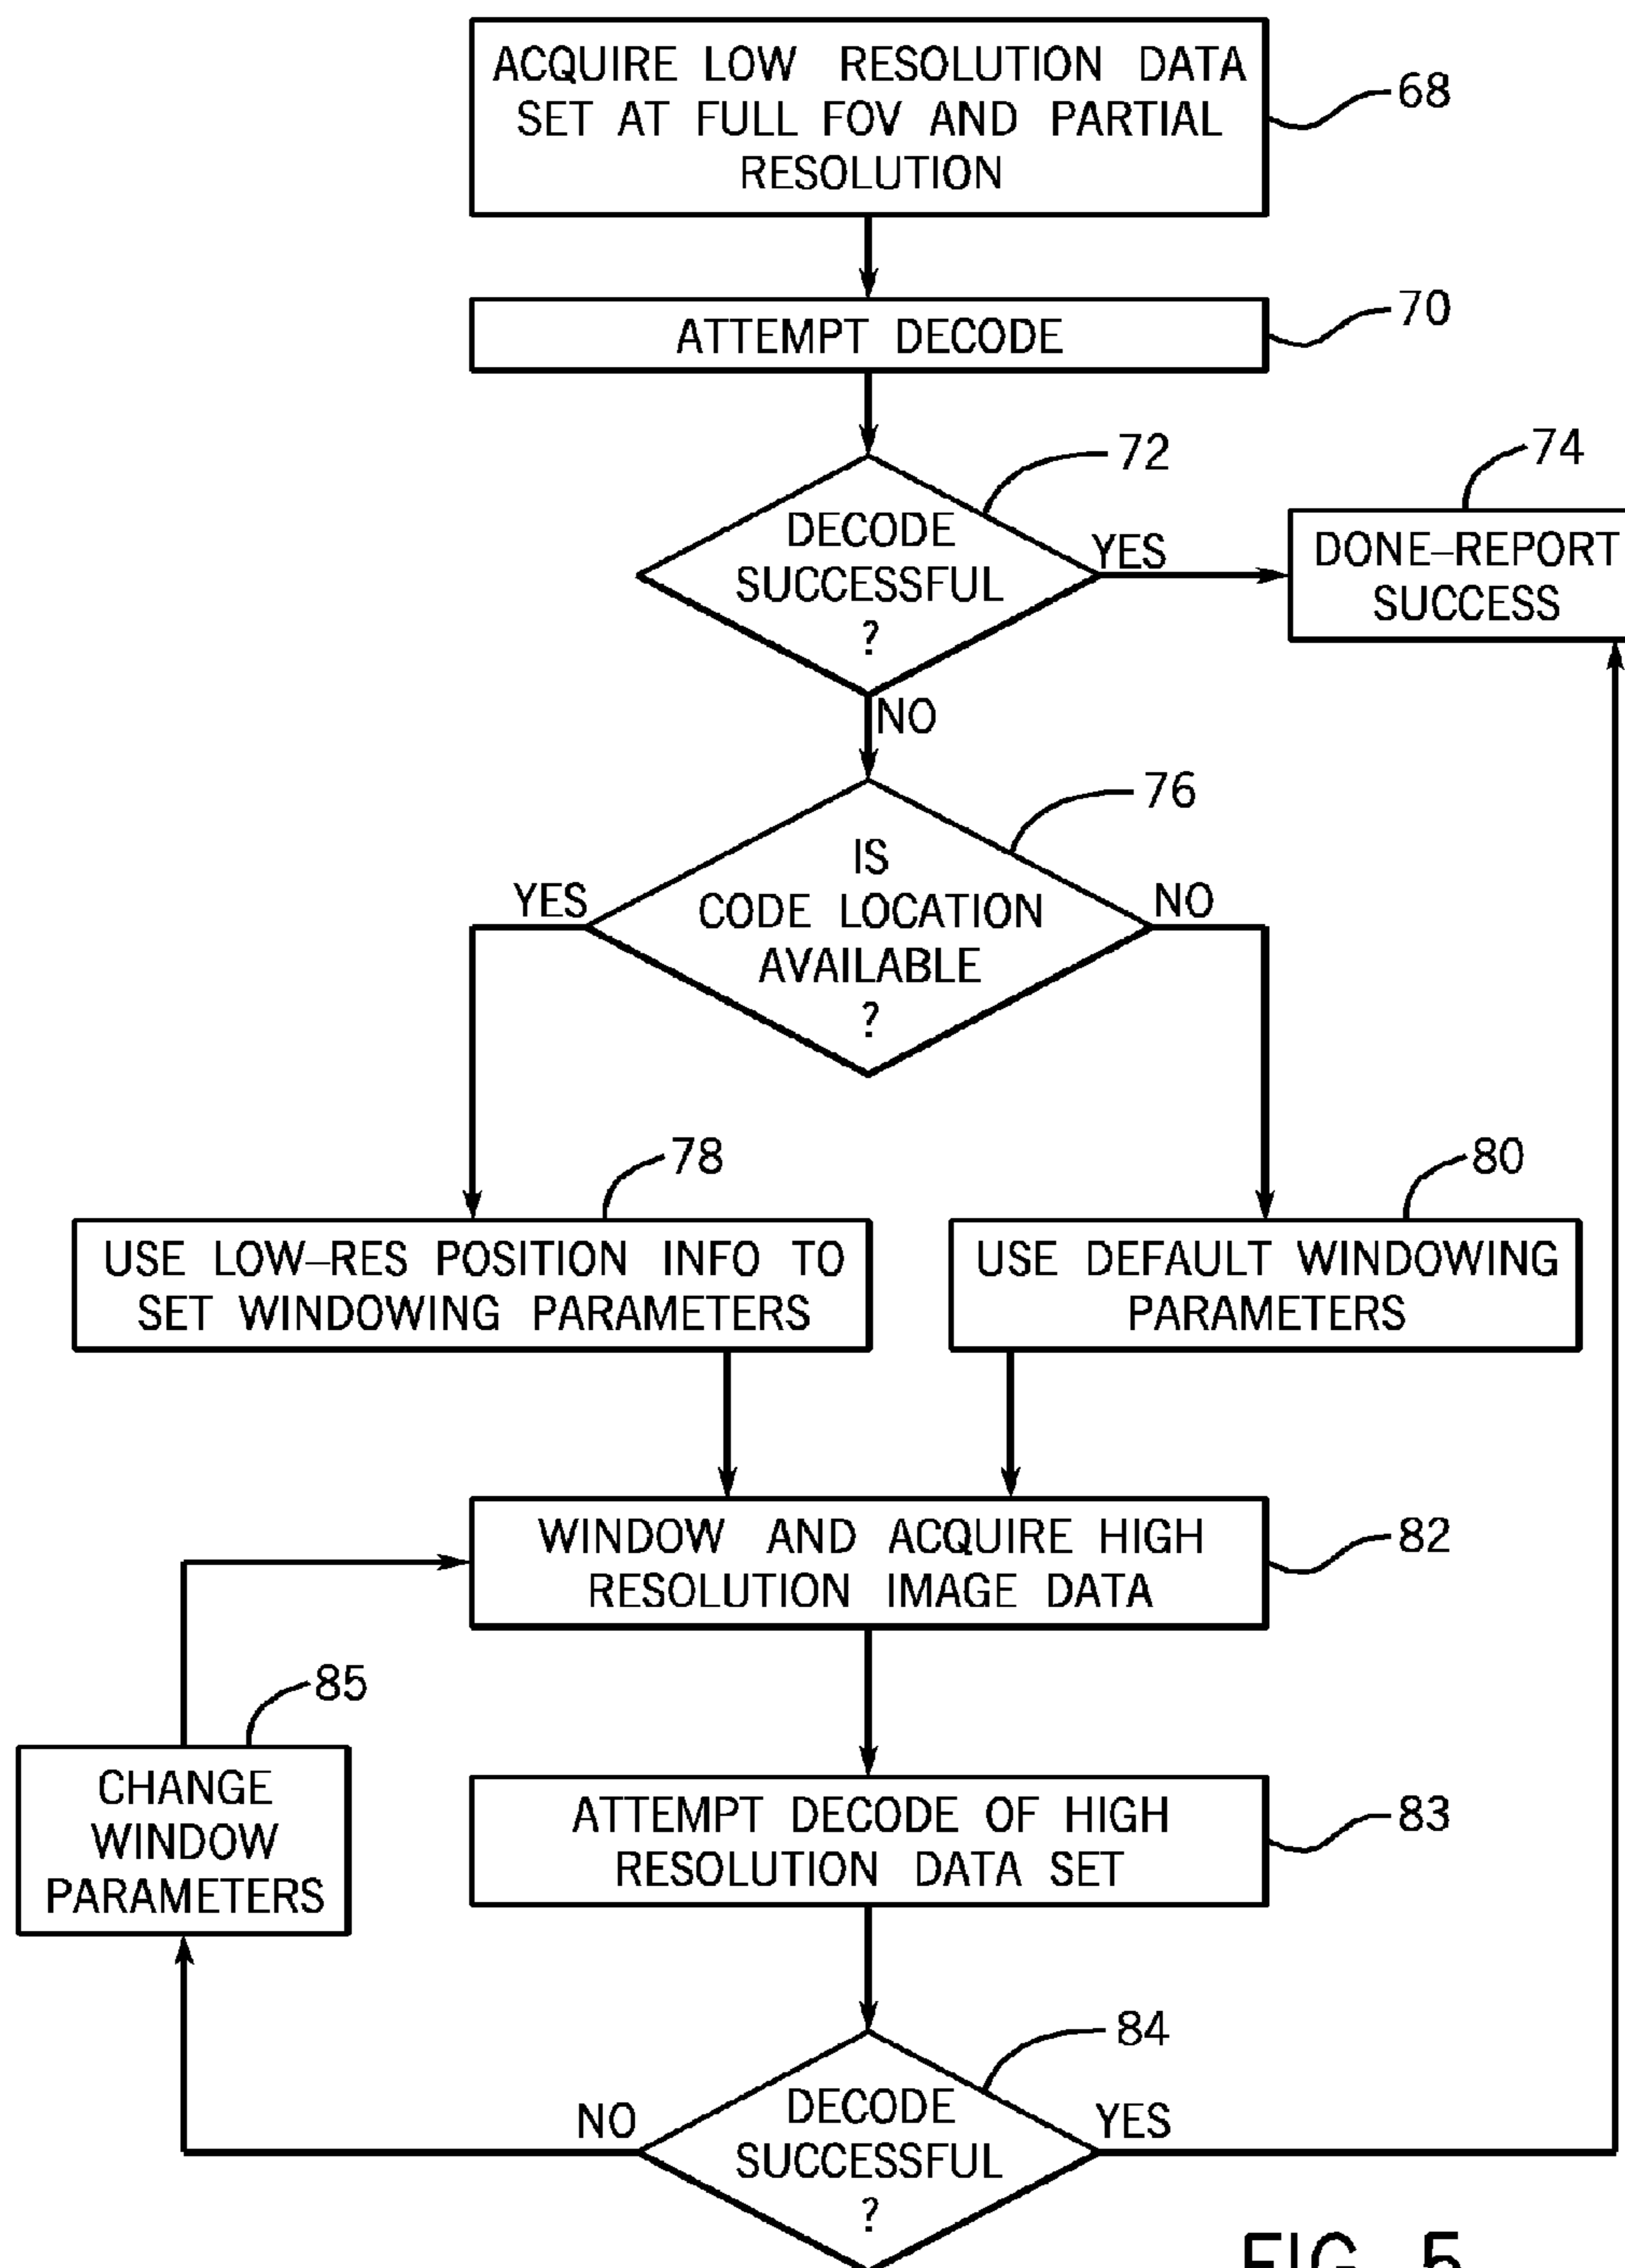 ACQUIRE LOW RESOLUTION DATA
SET AT FULL FOV AND PARTIAL
RESOLUTION
68
ATTEMPT DECODE
70
DECODE
SUCCESSFUL
?
72
YES
74
DONE–REPORT
SUCCESS
NO
76
IS
CODE LOCATION
AVAILABLE
?
YES
NO
78
80
USE LOW–RES POSITION INFO TO
SET WINDOWING PARAMETERS
USE DEFAULT WINDOWING
PARAMETERS
WINDOW AND ACQUIRE HIGH
RESOLUTION IMAGE DATA
82
85
CHANGE
WINDOW
PARAMETERS
ATTEMPT DECODE OF HIGH
RESOLUTION DATA SET
83
84
DECODE
SUCCESSFUL
?
NO
YES
FIG. 5